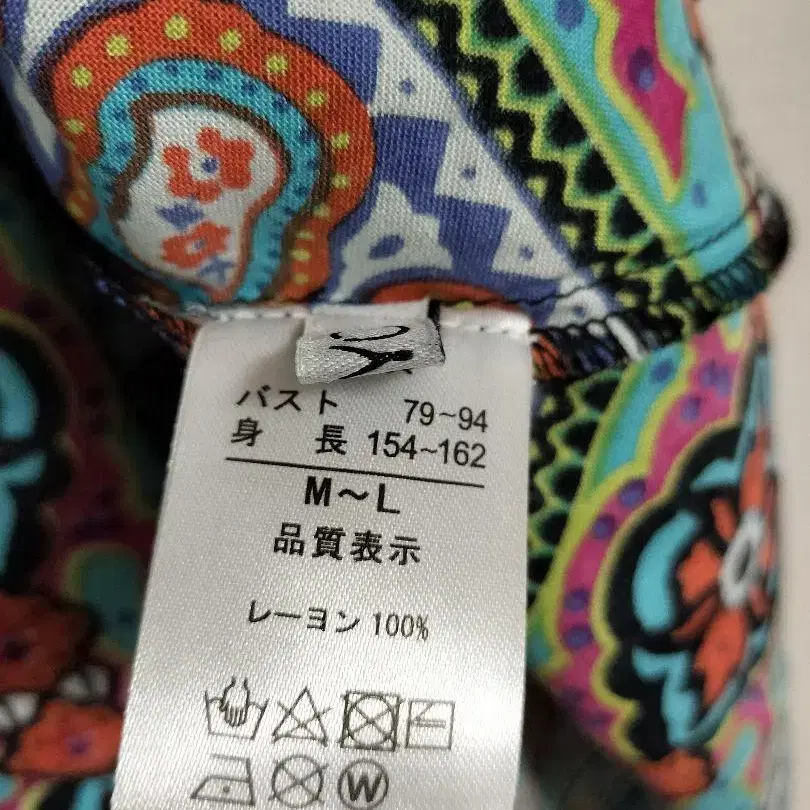 バスト 79~94
身長 154~162
M~L
品質表示
レーヨン 100%
W